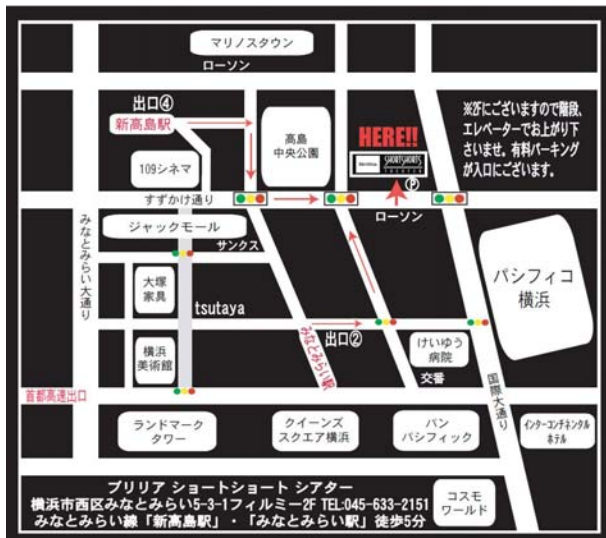 マリノスタウン
ローソン
出口④
新高島駅
高島
中央公園
HERE!!
SHORTSHORTS
THEATER
※2Fにございますので階段、
エレベーターでお上がり下
さいませ。有料パーキング
が入口にございます。
109シネマ
Ⓟ
すずかけ通り
ローソン
ジャックモール
サンクス
みなとみらい大通り
大塚
家具
tsutaya
パシフィコ
横浜
出口②
みなとみらい駅
横浜
美術館
けいゆう
病院
交番
国際大通り
首都高速出口
ランドマーク
タワー
クイーンズ
スクエア横浜
パン
パシフィック
インターコンチネンタル
ホテル
ブリリア ショートショート シアター
横浜市西区みなとみらい5-3-1フィルミー2F TEL:045-633-2151
みなとみらい線「新高島駅」・「みなとみらい駅」徒歩5分
コスモ
ワールド